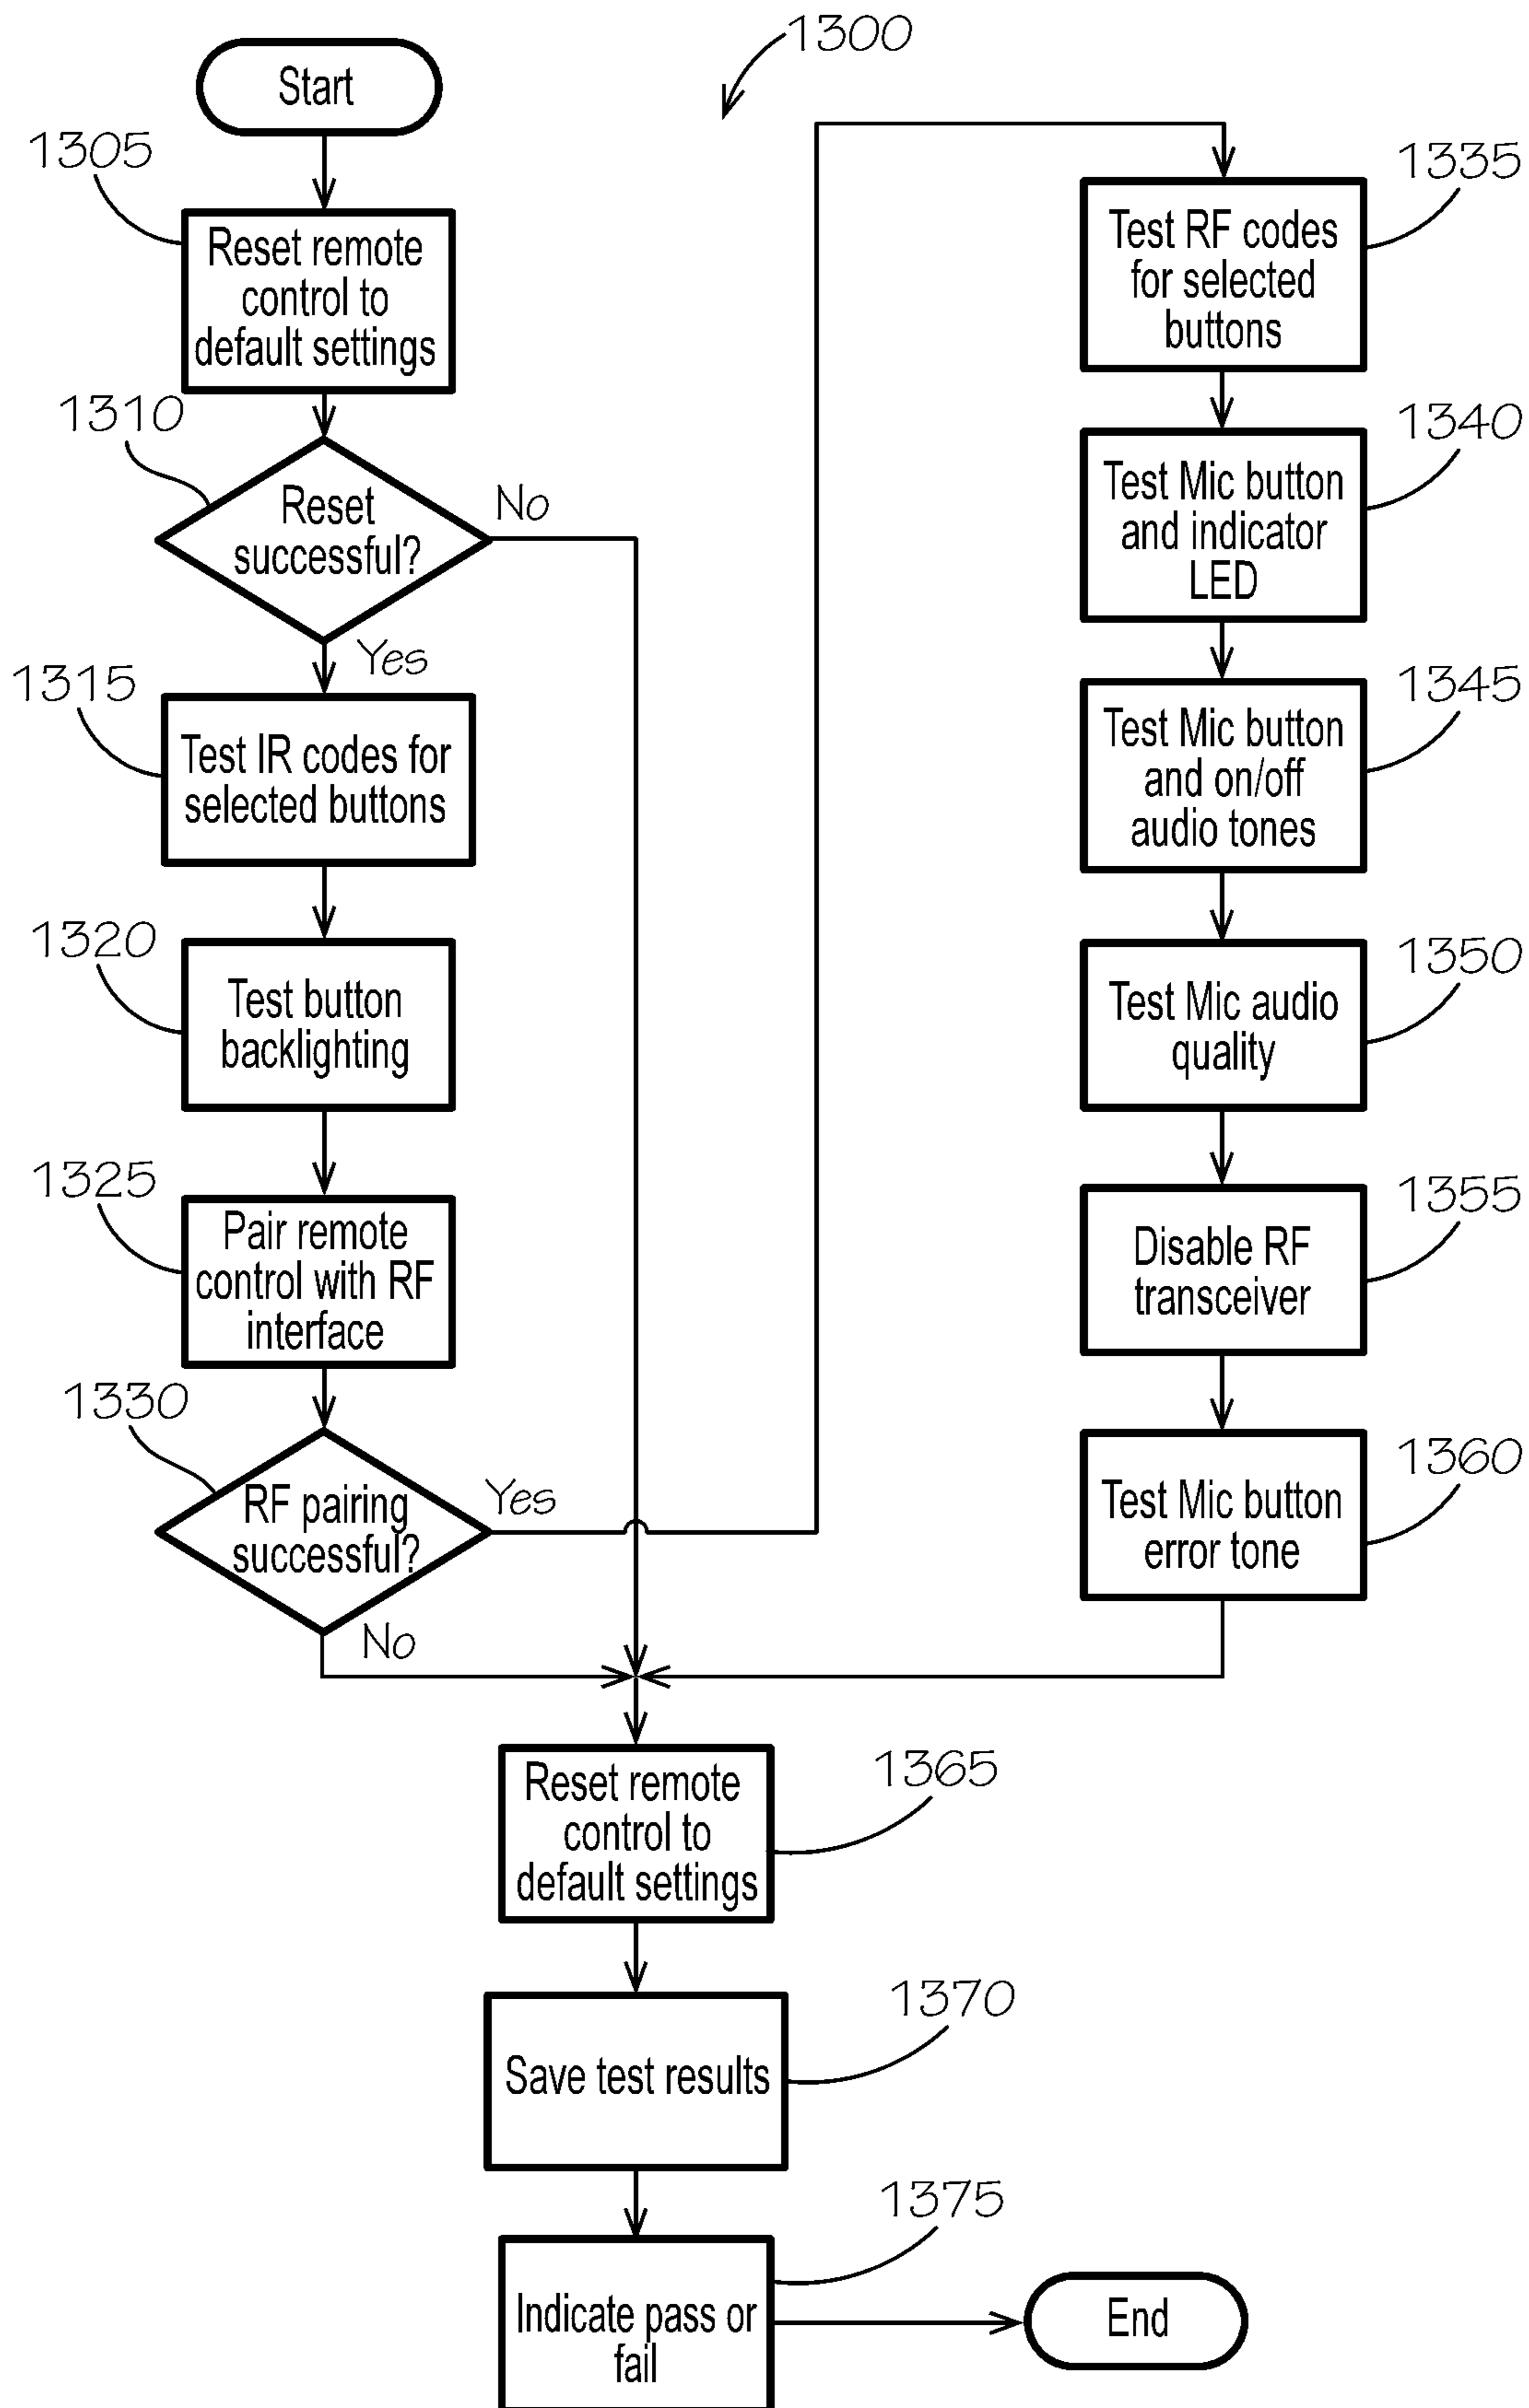 1300
Start
1305
Reset remote
control to
default settings
1310
Reset
successful?
No
Yes
1315
Test IR codes for
selected buttons
1320
Test button
backlighting
1325
Pair remote
control with RF
interface
1330
RF pairing
successful?
Yes
No
1335
Test RF codes
for selected
buttons
1340
Test Mic button
and indicator
LED
1345
Test Mic button
and on/off
audio tones
1350
Test Mic audio
quality
1355
Disable RF
transceiver
1360
Test Mic button
error tone
1365
Reset remote
control to
default settings
1370
Save test results
1375
Indicate pass or
fail
End